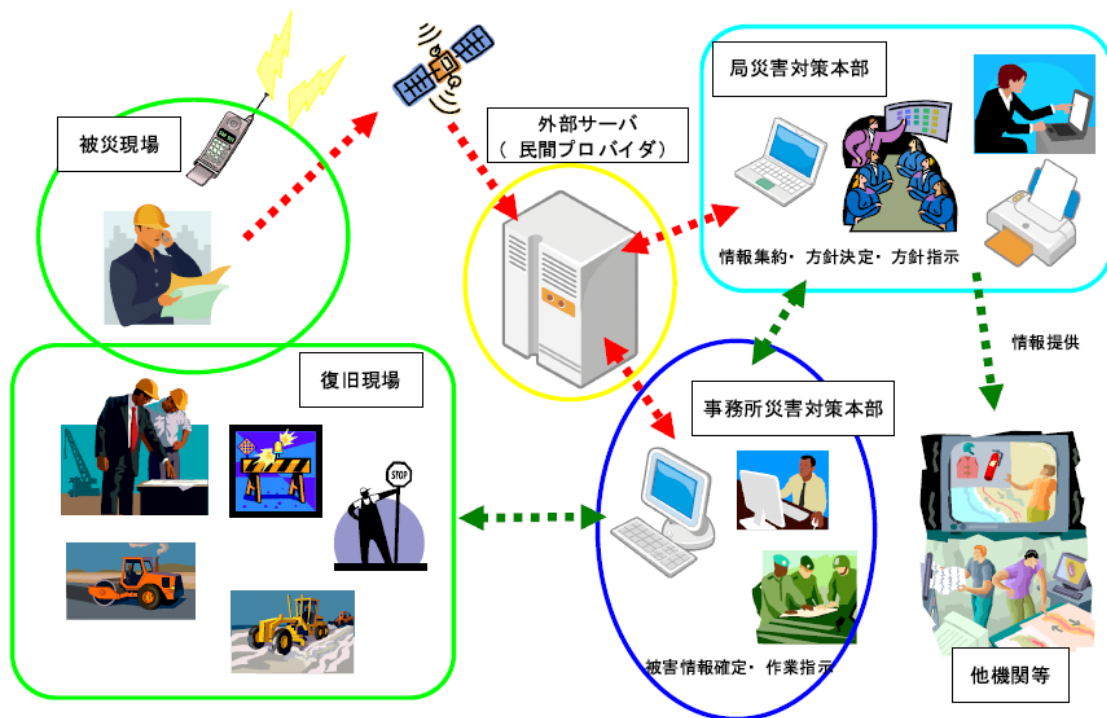 局災害対策本部
被災現場
外部サーバ
( 民間プロバイダ)
情報集約・ 方針決定・ 方針指示
情報提供
復旧現場
事務所災害対策本部
STOP
被害情報確定・ 作業指示
他機関等